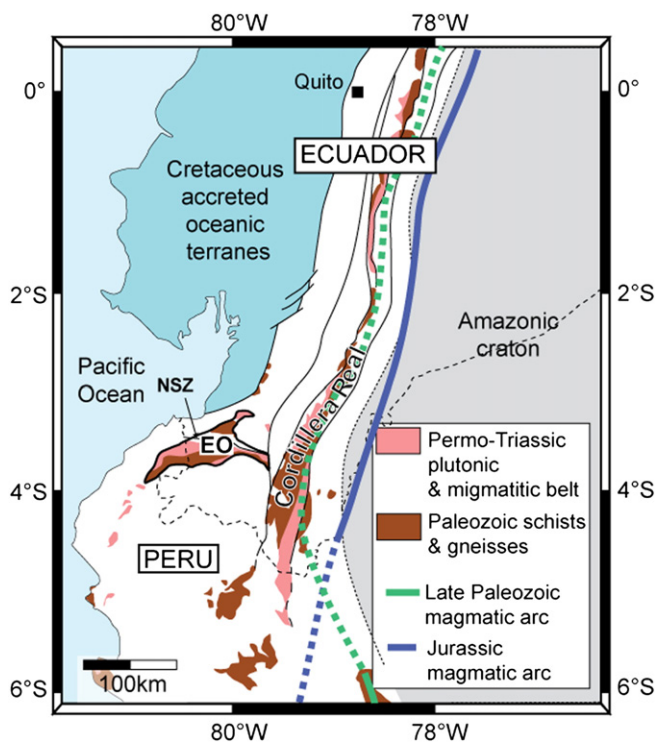 80°W 78°W
0° 0°
Quito
ECUADOR
Cretaceous
accreted
oceanic
terranes
2°S 2°S
Amazonic
craton
Pacific
Ocean
NSZ
EO
Cordillera Real
4°S 4°S
PERU
Permo-Triassic
plutonic
& migmatitic belt
Paleozoic schists
& gneisses
Late Paleozoic
magmatic arc
Jurassic
magmatic arc
100km
6°S 6°S
80°W 78°W